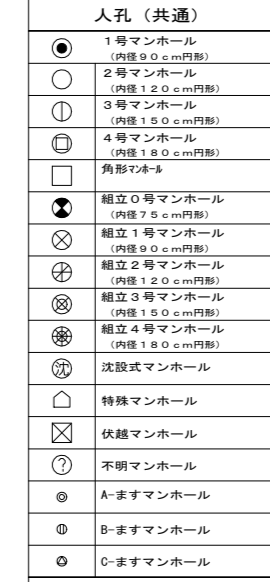 人孔（共通）
1号マンホール
（内径90cm円形）
2号マンホール
（内径120cm円形）
3号マンホール
（内径150cm円形）
4号マンホール
（内径180cm円形）
角形マンホール
組立0号マンホール
（内径75cm円形）
組立1号マンホール
（内径90cm円形）
組立2号マンホール
（内径120cm円形）
組立3号マンホール
（内径150cm円形）
組立4号マンホール
（内径180cm円形）
沈 沈設式マンホール
特殊マンホール
伏越マンホール
? 不明マンホール
A-ますマンホール
B-ますマンホール
C-ますマンホール